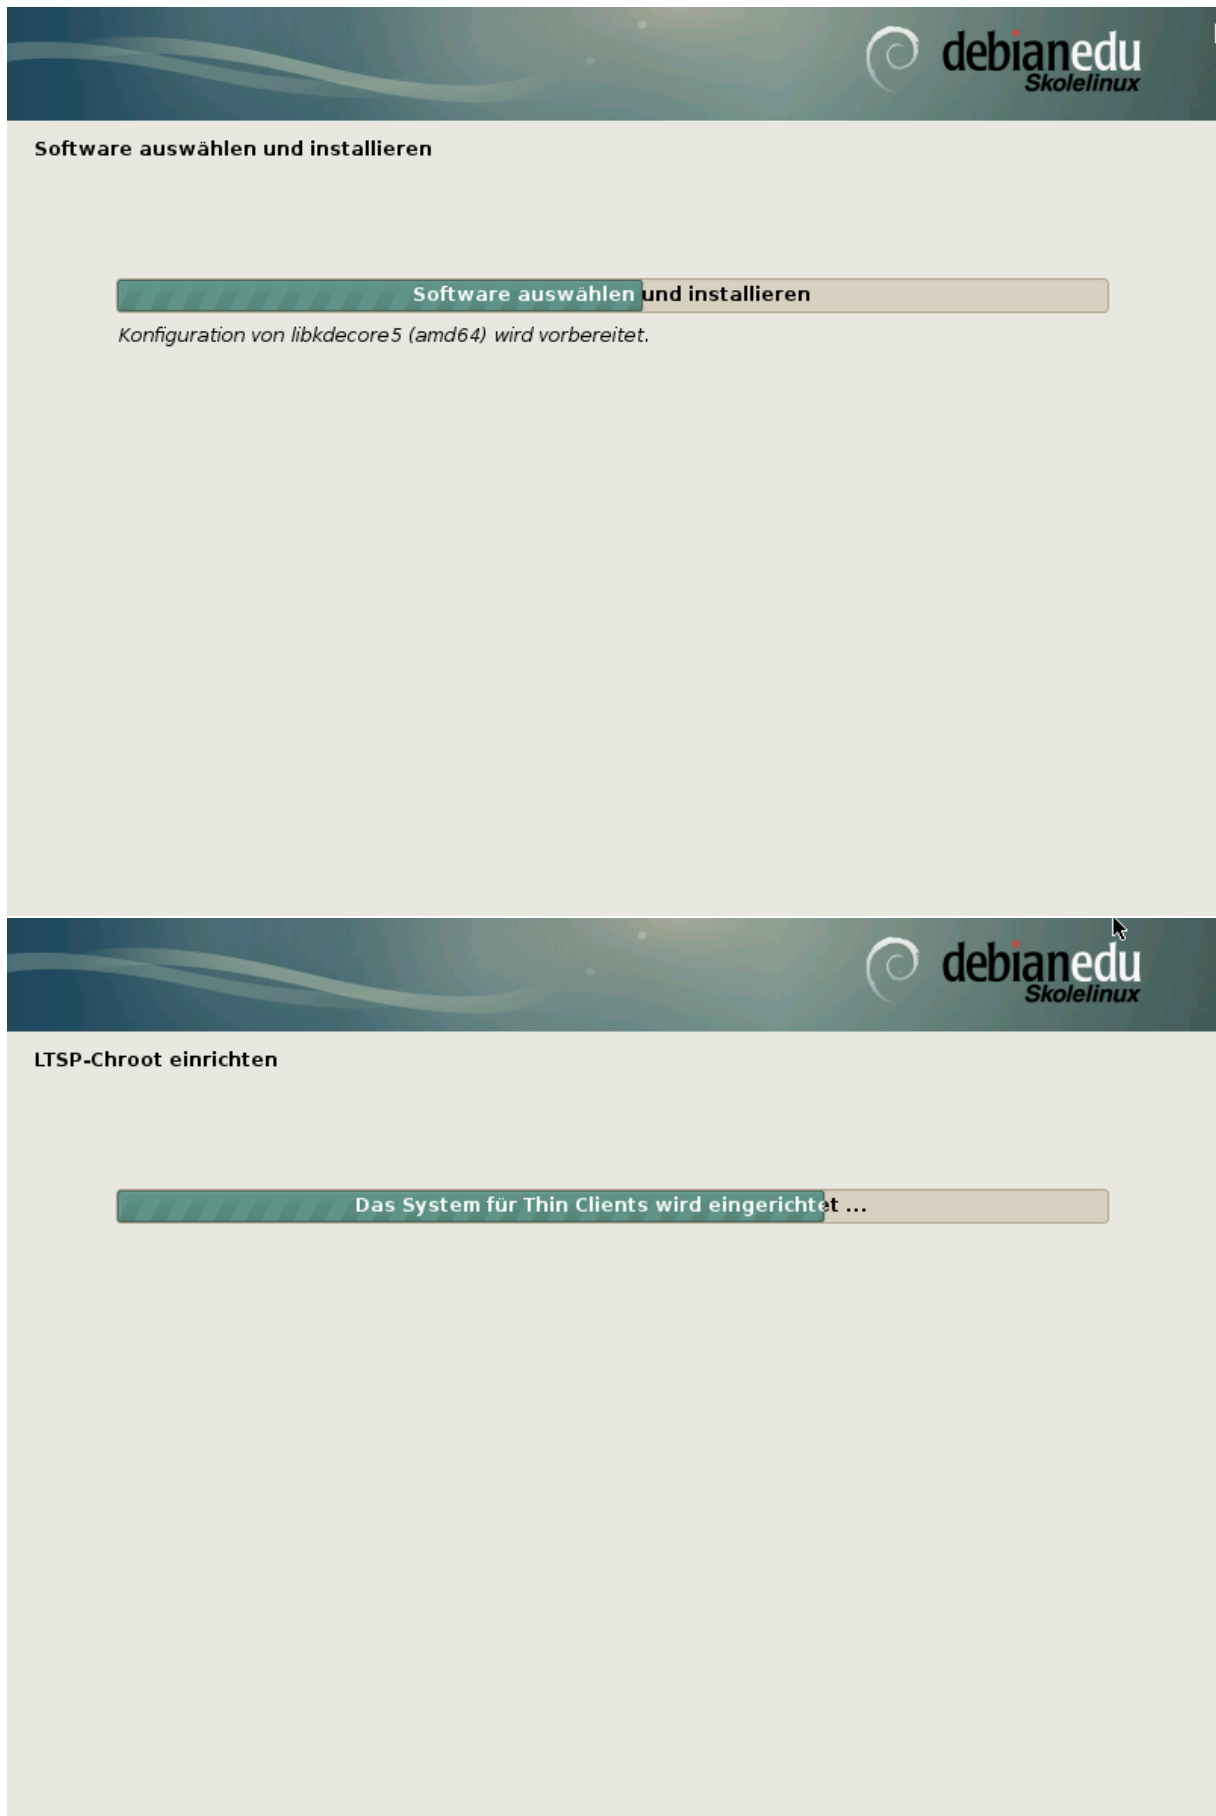 debianedu
Skolelinux
Software auswählen und installieren
Software auswählen und installieren
Konfiguration von libkdecore5 (amd64) wird vorbereitet.
debianedu
Skolelinux
LTSP-Chroot einrichten
Das System für Thin Clients wird eingerichtet ...